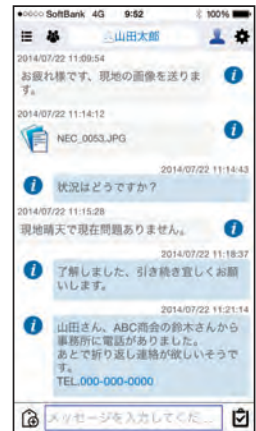 SoftBank 4G 9:52 100%
山田太郎
2014/07/22 11:09:54
お疲れ様です、現地の画像を送りま
す。
2014/07/22 11:14:12
NEC_0053.JPG
2014/07/22 11:14:43
状況はどうですか？
2014/07/22 11:15:28
現地晴天で現在問題ありません。
2014/07/22 11:18:37
了解しました、引き続き宜しくお願
いします。
2014/07/22 11:21:14
山田さん、ABC商会の鈴木さんから
事務所に電話がありました。
あとで折り返し連絡が欲しいそうで
す。
TEL.000-000-0000
メッセージを入力してくだ...